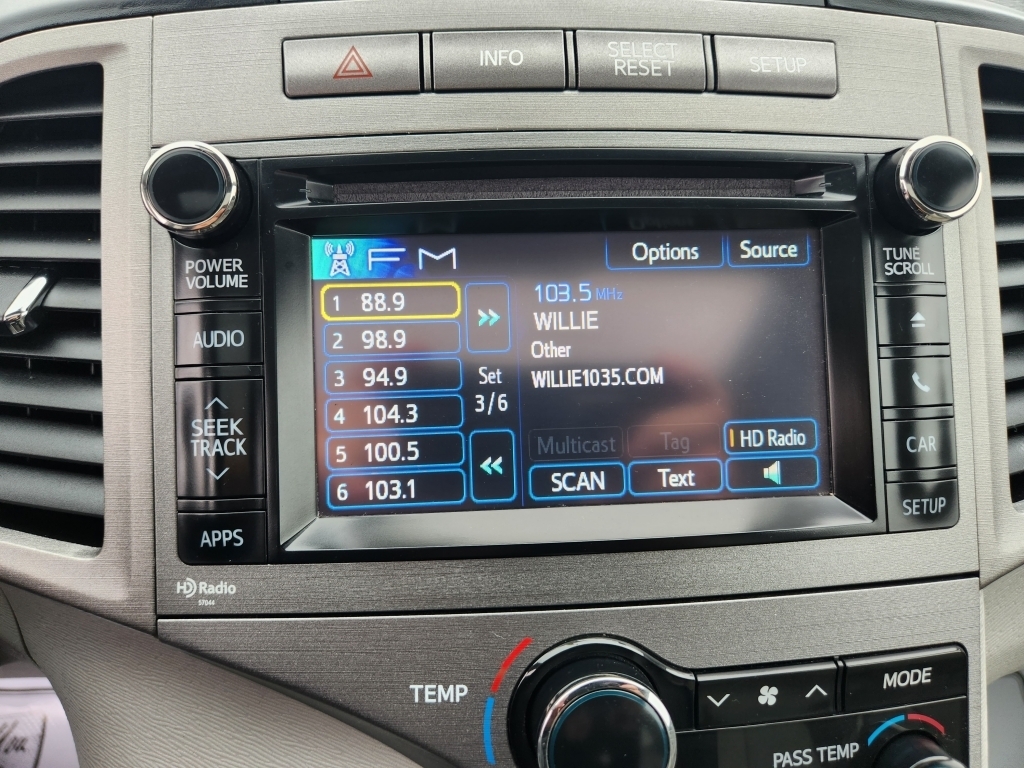 INFO
SELECT
RESET
SETUP
POWER
VOLUME
AUDIO
SEEK
TRACK
APPS
HD Radio
57044
FM
Options
Source
1 88.9
2 98.9
3 94.9
4 104.3
5 100.5
6 103.1
>>
Set
3/6
<<
103.5 MHz
WILLIE
Other
WILLIE1035.COM
Multicast
Tag
HD Radio
SCAN
Text
TUNE
SCROLL
CAR
SETUP
TEMP
MODE
PASS TEMP
You